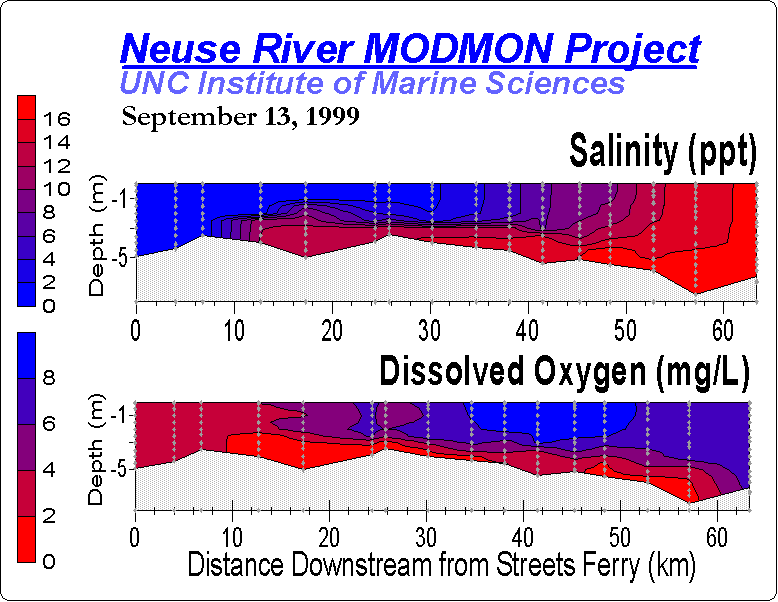 Neuse River MODMON Project
UNC Institute of Marine Sciences
September 13, 1999
Salinity (ppt)
16
14
12
10
8
6
4
2
0
Depth (m)
-1
-5
0 10 20 30 40 50 60
Dissolved Oxygen (mg/L)
8
6
4
2
0
Depth (m)
-1
-5
0 10 20 30 40 50 60
Distance Downstream from Streets Ferry (km)